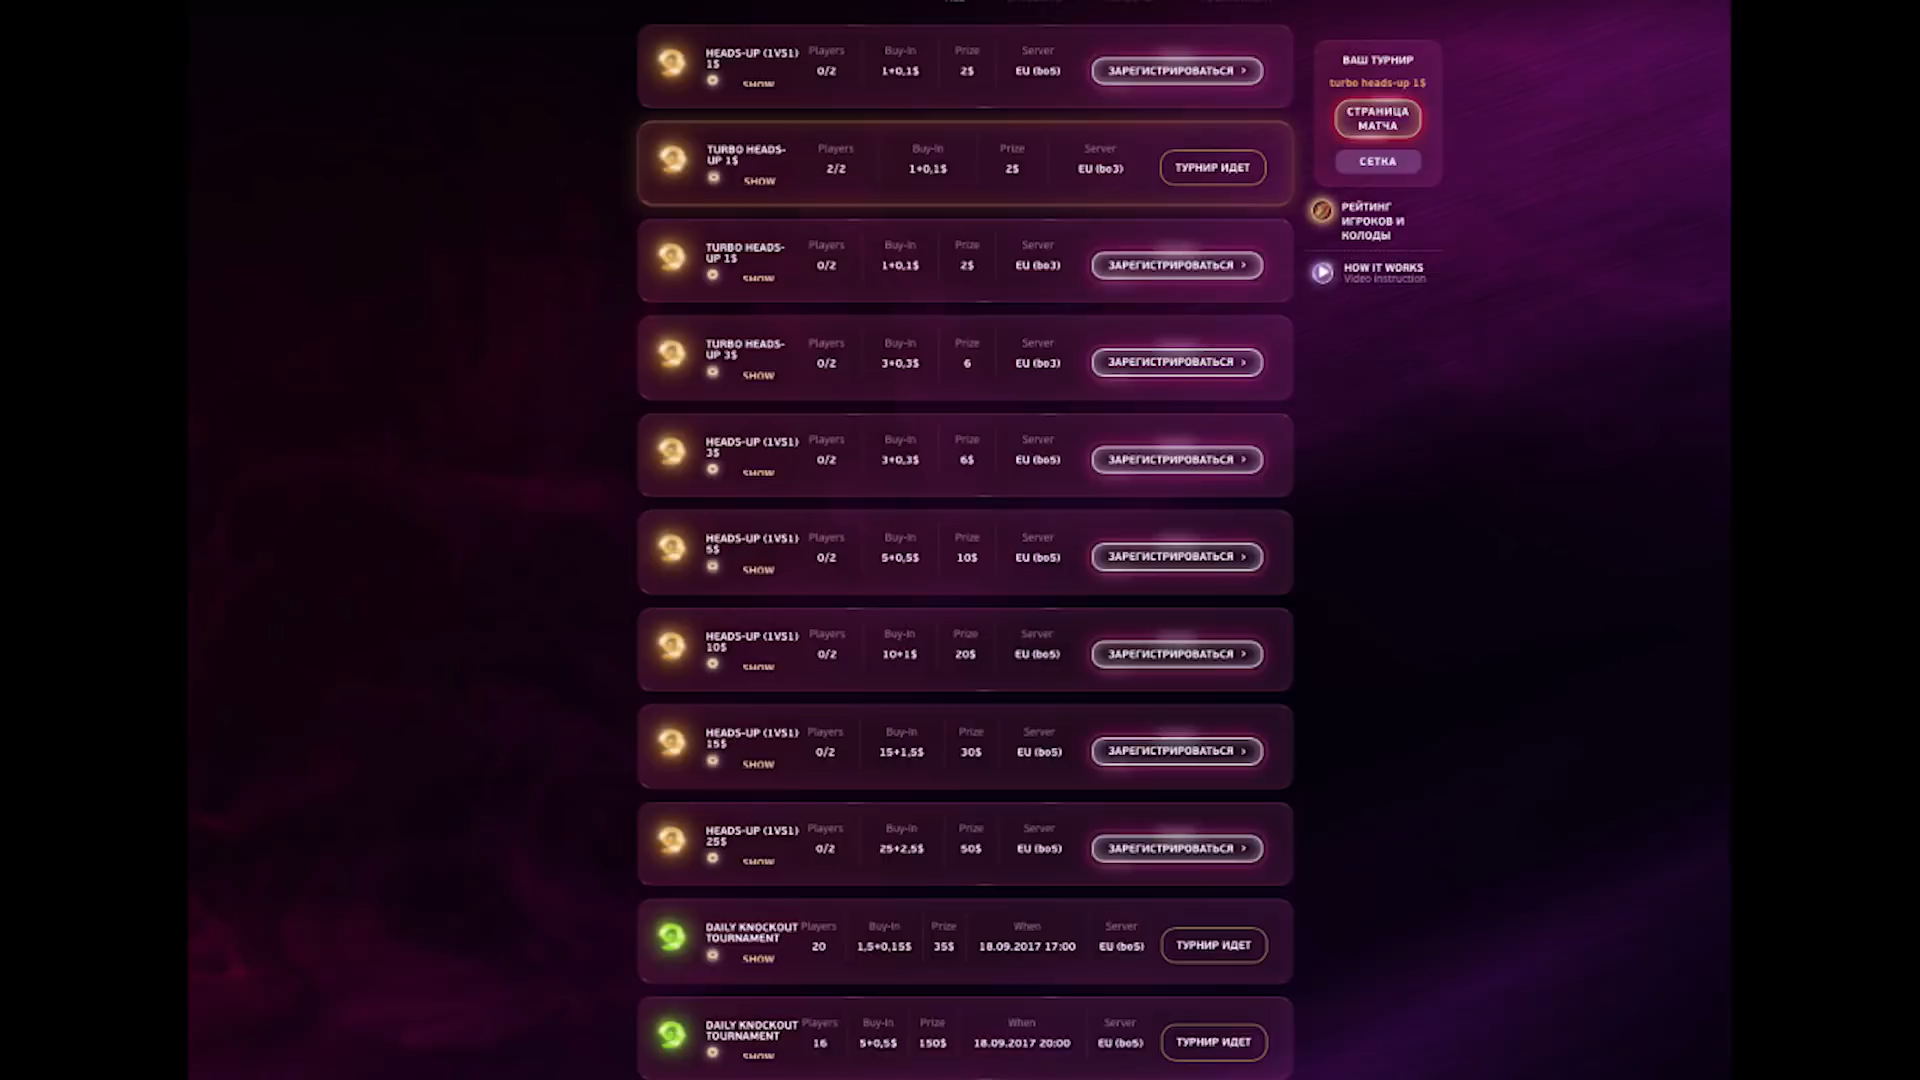 HEADS-UP (1VS1) Players Buy-In Prize Server
1$ 0/2 1+0,1$ 2$ EU (bo5) ЗАРЕГИСТРИРОВАТЬСЯ >
SHOW
TURBO HEADS- Players Buy-In Prize Server
UP 1$ 2/2 1+0,1$ 2$ EU (bo3) ТУРНИР ИДЕТ
SHOW
TURBO HEADS- Players Buy-In Prize Server
UP 1$ 0/2 1+0,1$ 2$ EU (bo3) ЗАРЕГИСТРИРОВАТЬСЯ >
SHOW
TURBO HEADS- Players Buy-In Prize Server
UP 3$ 0/2 3+0,3$ 6 EU (bo3) ЗАРЕГИСТРИРОВАТЬСЯ >
SHOW
HEADS-UP (1VS1) Players Buy-In Prize Server
3$ 0/2 3+0,3$ 6$ EU (bo5) ЗАРЕГИСТРИРОВАТЬСЯ >
SHOW
HEADS-UP (1VS1) Players Buy-In Prize Server
5$ 0/2 5+0,5$ 10$ EU (bo5) ЗАРЕГИСТРИРОВАТЬСЯ >
SHOW
HEADS-UP (1VS1) Players Buy-In Prize Server
10$ 0/2 10+1$ 20$ EU (bo5) ЗАРЕГИСТРИРОВАТЬСЯ >
SHOW
HEADS-UP (1VS1) Players Buy-In Prize Server
15$ 0/2 15+1,5$ 30$ EU (bo5) ЗАРЕГИСТРИРОВАТЬСЯ >
SHOW
HEADS-UP (1VS1) Players Buy-In Prize Server
25$ 0/2 25+2,5$ 50$ EU (bo5) ЗАРЕГИСТРИРОВАТЬСЯ >
SHOW
DAILY KNOCKOUT Players Buy-In Prize When Server
TOURNAMENT 20 1,5+0,15$ 35$ 18.09.2017 17:00 EU (bo5) ТУРНИР ИДЕТ
SHOW
DAILY KNOCKOUT Players Buy-In Prize When Server
TOURNAMENT 16 5+0,5$ 150$ 18.09.2017 20:00 EU (bo5) ТУРНИР ИДЕТ
SHOW
ВАШ ТУРНИР
turbo heads-up 1$
СТРАНИЦА
МАТЧА
СЕТКА
РЕЙТИНГ
ИГРОКОВ И
КОЛОДЫ
HOW IT WORKS
Video instruction